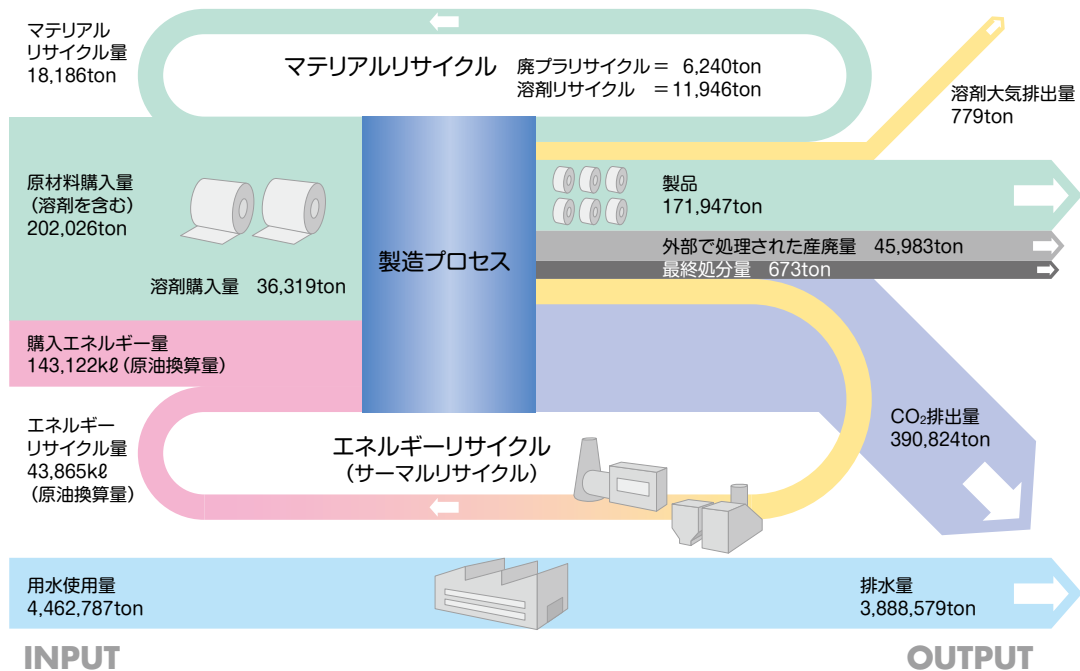 マテリアル
リサイクル量
18,186ton
マテリアルリサイクル
廃プラリサイクル＝ 6,240ton
溶剤リサイクル ＝11,946ton
溶剤大気排出量
779ton
原材料購入量
（溶剤を含む）
202,026ton
溶剤購入量 36,319ton
製造プロセス
製品
171,947ton
外部で処理された産廃量 45,983ton
最終処分量 673ton
購入エネルギー量
143,122kℓ（原油換算量）
エネルギー
リサイクル量
43,865kℓ
（原油換算量）
エネルギーリサイクル
（サーマルリサイクル）
CO₂排出量
390,824ton
用水使用量
4,462,787ton
排水量
3,888,579ton
INPUT
OUTPUT